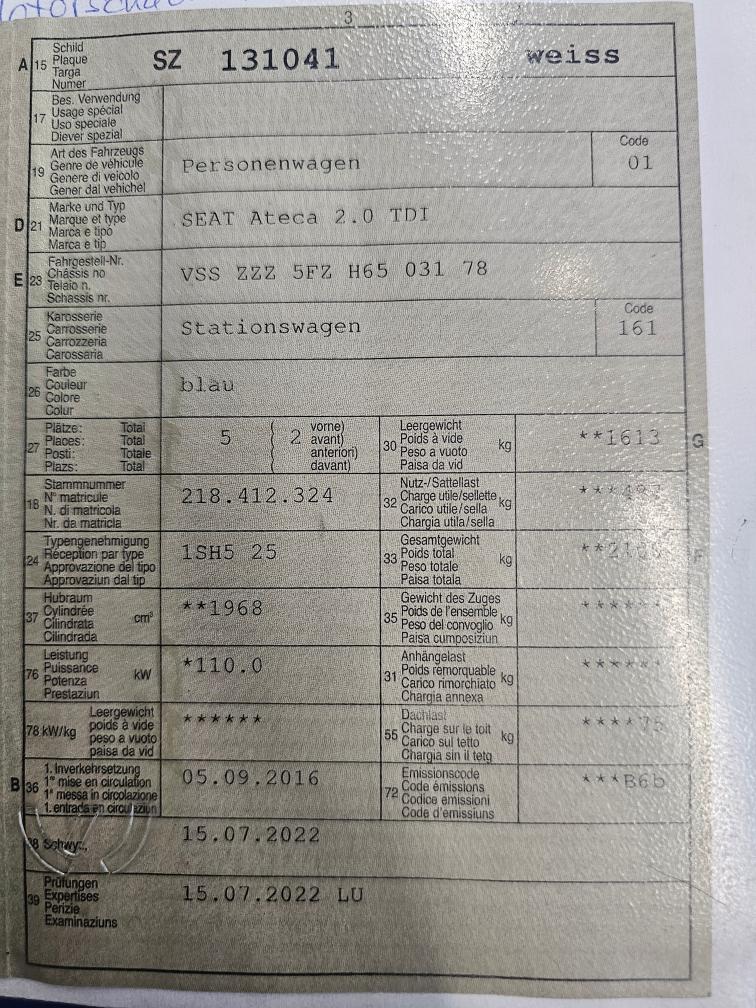 3
A 15 Schild
Plaque
Targa
Numer
SZ 131041 weiss
17 Bes. Verwendung
Usage spécial
Uso speciale
Diever spezial
19 Art des Fahrzeugs
Genre de véhicule
Genere di veicolo
Gener dal vehichel
Personenwagen
Code
01
D 21 Marke und Typ
Marque et type
Marca e tipo
Marca e tip
SEAT Ateca 2.0 TDI
E 23 Fahrgestell-Nr.
Châssis no
Telaio n.
Schassis nr.
VSS ZZZ 5FZ H65 031 78
25 Karosserie
Carrosserie
Carrozzeria
Carossaria
Stationswagen
Code
161
26 Farbe
Couleur
Colore
Colur
blau
27 Plätze: Total
Places: Total
Posti: Totale
Plazs: Total
5 ( 2 vorne)
avant)
anteriori)
davant)
30 Leergewicht
Poids à vide
Peso a vuoto
Paisa da vid
kg
**1613 G
18 Stammnummer
N° matricule
N. di matricola
Nr. da matricla
218.412.324
32 Nutz-/Sattellast
Charge utile/sellette
Carico utile/sella
Chargia utila/sella
kg
24 Typengenehmigung
Réception par type
Approvazione del tipo
Approvaziun dal tip
1SH5 25
33 Gesamtgewicht
Poids total
Peso totale
Paisa totala
kg
F
37 Hubraum
Cylindrée
Cilindrata
Cilindrada
cm³
**1968
35 Gewicht des Zuges
Poids de l'ensemble
Peso del convoglio
Paisa cumposiziun
kg
******
76 Leistung
Puissance
Potenza
Prestaziun
kW
*110.0
31 Anhängelast
Poids remorquable
Carico rimorchiato
Chargia annexa
kg
******
78 kW/kg Leergewicht
poids à vide
peso a vuoto
paisa da vid
******
55 Dachlast
Charge sur le toit
Carico sul tetto
Chargia sin il tetg
kg
****75
B 36 1. Inverkehrsetzung
1re mise en circulation
1a messa in circolazione
1. entrada en circulaziun
05.09.2016
72 Emissionscode
Code émissions
Codice emissioni
Code d'emissiuns
***B6b
38 Schwyz,
15.07.2022
39 Prüfungen
Expertises
Perizie
Examinaziuns
15.07.2022 LU